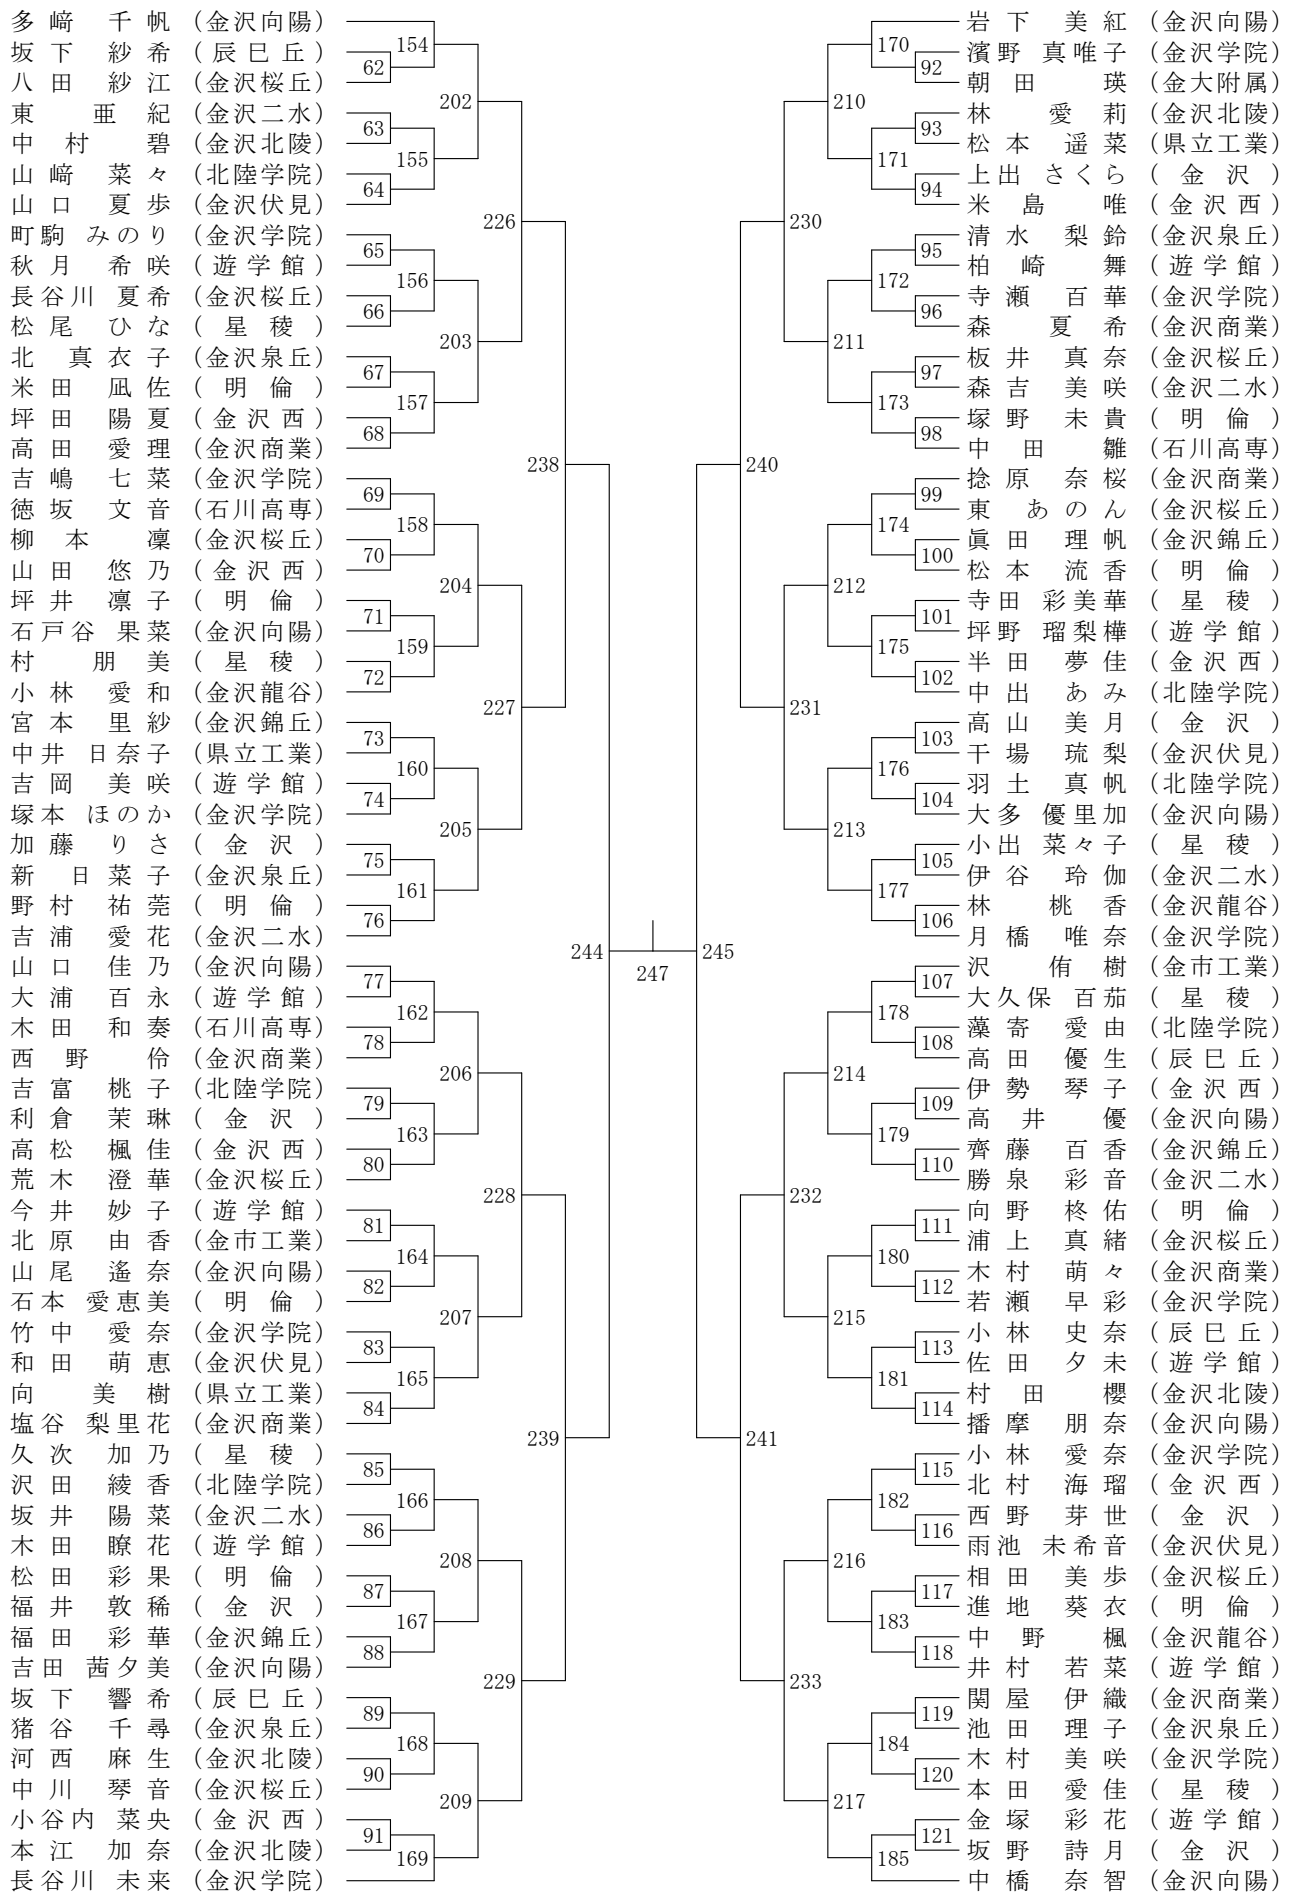 多﨑 千帆 (金沢向陽)
坂下 紗希 (辰巳丘)
八田 紗江 (金沢桜丘)
東 亜紀 (金沢二水)
中村 碧 (金沢北陵)
山﨑 菜々 (北陸学院)
山口 夏歩 (金沢伏見)
町駒 みのり (金沢学院)
秋月 希咲 (遊学館)
長谷川 夏希 (金沢桜丘)
松尾 ひな (星稜)
北 真衣子 (金沢泉丘)
米田 凪佐 (明倫)
坪田 陽夏 (金沢西)
高田 愛理 (金沢商業)
吉嶋 七菜 (金沢学院)
徳坂 文音 (石川高専)
柳本 凜 (金沢桜丘)
山田 悠乃 (金沢西)
坪井 凛子 (明倫)
石戸谷 果菜 (金沢向陽)
村 朋美 (星稜)
小林 愛和 (金沢龍谷)
宮本 里紗 (金沢錦丘)
中井 日奈子 (県立工業)
吉岡 美咲 (遊学館)
塚本 ほのか (金沢学院)
加藤 りさ (金沢)
新 日菜子 (金沢泉丘)
野村 祐莞 (明倫)
吉浦 愛花 (金沢二水)
山口 佳乃 (金沢向陽)
大浦 百永 (遊学館)
木田 和奏 (石川高専)
西野 伶 (金沢商業)
吉富 桃子 (北陸学院)
利倉 茉琳 (金沢)
高松 楓佳 (金沢西)
荒木 澄華 (金沢桜丘)
今井 妙子 (遊学館)
北原 由香 (金市工業)
山尾 遙奈 (金沢向陽)
石本 愛恵美 (明倫)
竹中 愛奈 (金沢学院)
和田 萌恵 (金沢伏見)
向 美樹 (県立工業)
塩谷 梨里花 (金沢商業)
久次 加乃 (星稜)
沢田 綾香 (北陸学院)
坂井 陽菜 (金沢二水)
木田 瞭花 (遊学館)
松田 彩果 (明倫)
福井 敦稀 (金沢)
福田 彩華 (金沢錦丘)
吉田 茜夕美 (金沢向陽)
坂下 響希 (辰巳丘)
猪谷 千尋 (金沢泉丘)
河西 麻生 (金沢北陵)
中川 琴音 (金沢桜丘)
小谷内 菜央 (金沢西)
本江 加奈 (金沢北陵)
長谷川 未来 (金沢学院)
62
63
64
65
66
67
68
69
70
71
72
73
74
75
76
77
78
79
80
81
82
83
84
85
86
87
88
89
90
91
154
155
156
157
158
159
160
161
162
163
164
165
166
167
168
169
202
203
204
205
206
207
208
209
226
227
228
229
238
239
244
247
245
240
241
230
231
232
233
210
211
212
213
214
215
216
217
170
171
172
173
174
175
176
177
178
179
180
181
182
183
184
185
92
93
94
95
96
97
98
99
100
101
102
103
104
105
106
107
108
109
110
111
112
113
114
115
116
117
118
119
120
121
岩下 美紅 (金沢向陽)
濱野 真唯子 (金沢学院)
朝田 瑛 (金大附属)
林 愛莉 (金沢北陵)
松本 遥菜 (県立工業)
上出 さくら (金沢)
米島 唯 (金沢西)
清水 梨鈴 (金沢泉丘)
柏崎 舞 (遊学館)
寺瀬 百華 (金沢学院)
森 夏希 (金沢商業)
板井 真奈 (金沢桜丘)
森吉 美咲 (金沢二水)
塚野 未貴 (明倫)
中田 雛 (石川高専)
捻原 奈桜 (金沢商業)
東 あのん (金沢桜丘)
眞田 理帆 (金沢錦丘)
松本 流香 (明倫)
寺田 彩美華 (星稜)
坪野 瑠梨樺 (遊学館)
半田 夢佳 (金沢西)
中出 あみ (北陸学院)
高山 美月 (金沢)
干場 琉梨 (金沢伏見)
羽土 真帆 (北陸学院)
大多 優里加 (金沢向陽)
小出 菜々子 (星稜)
伊谷 玲伽 (金沢二水)
林 桃香 (金沢龍谷)
月橋 唯奈 (金沢学院)
沢 侑樹 (金市工業)
大久保 百茄 (星稜)
藻寄 愛由 (北陸学院)
高田 優生 (辰巳丘)
伊勢 琴子 (金沢西)
高井 優 (金沢向陽)
齊藤 百香 (金沢錦丘)
勝泉 彩音 (金沢二水)
向野 柊佑 (明倫)
浦上 真緒 (金沢桜丘)
木村 萌々 (金沢商業)
若瀬 早彩 (金沢学院)
小林 史奈 (辰巳丘)
佐田 夕未 (遊学館)
村田 櫻 (金沢北陵)
播摩 朋奈 (金沢向陽)
小林 愛奈 (金沢学院)
北村 海瑠 (金沢西)
西野 芽世 (金沢)
雨池 未希音 (金沢伏見)
相田 美歩 (金沢桜丘)
進地 葵衣 (明倫)
中野 楓 (金沢龍谷)
井村 若菜 (遊学館)
関屋 伊織 (金沢商業)
池田 理子 (金沢泉丘)
木村 美咲 (金沢学院)
本田 愛佳 (星稜)
金塚 彩花 (遊学館)
坂野 詩月 (金沢)
中橋 奈智 (金沢向陽)